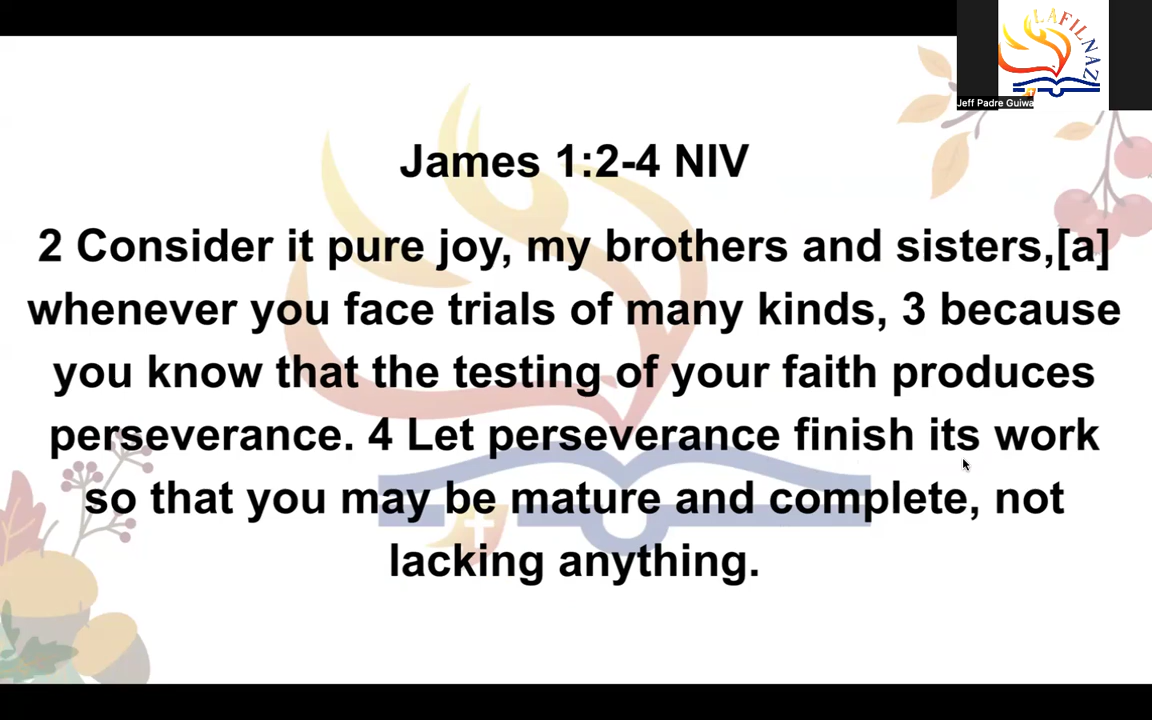 LAFILNAZ
Jeff Padre Guiwa
James 1:2-4 NIV
2 Consider it pure joy, my brothers and sisters,[a]
whenever you face trials of many kinds, 3 because
you know that the testing of your faith produces
perseverance. 4 Let perseverance finish its work
so that you may be mature and complete, not
lacking anything.